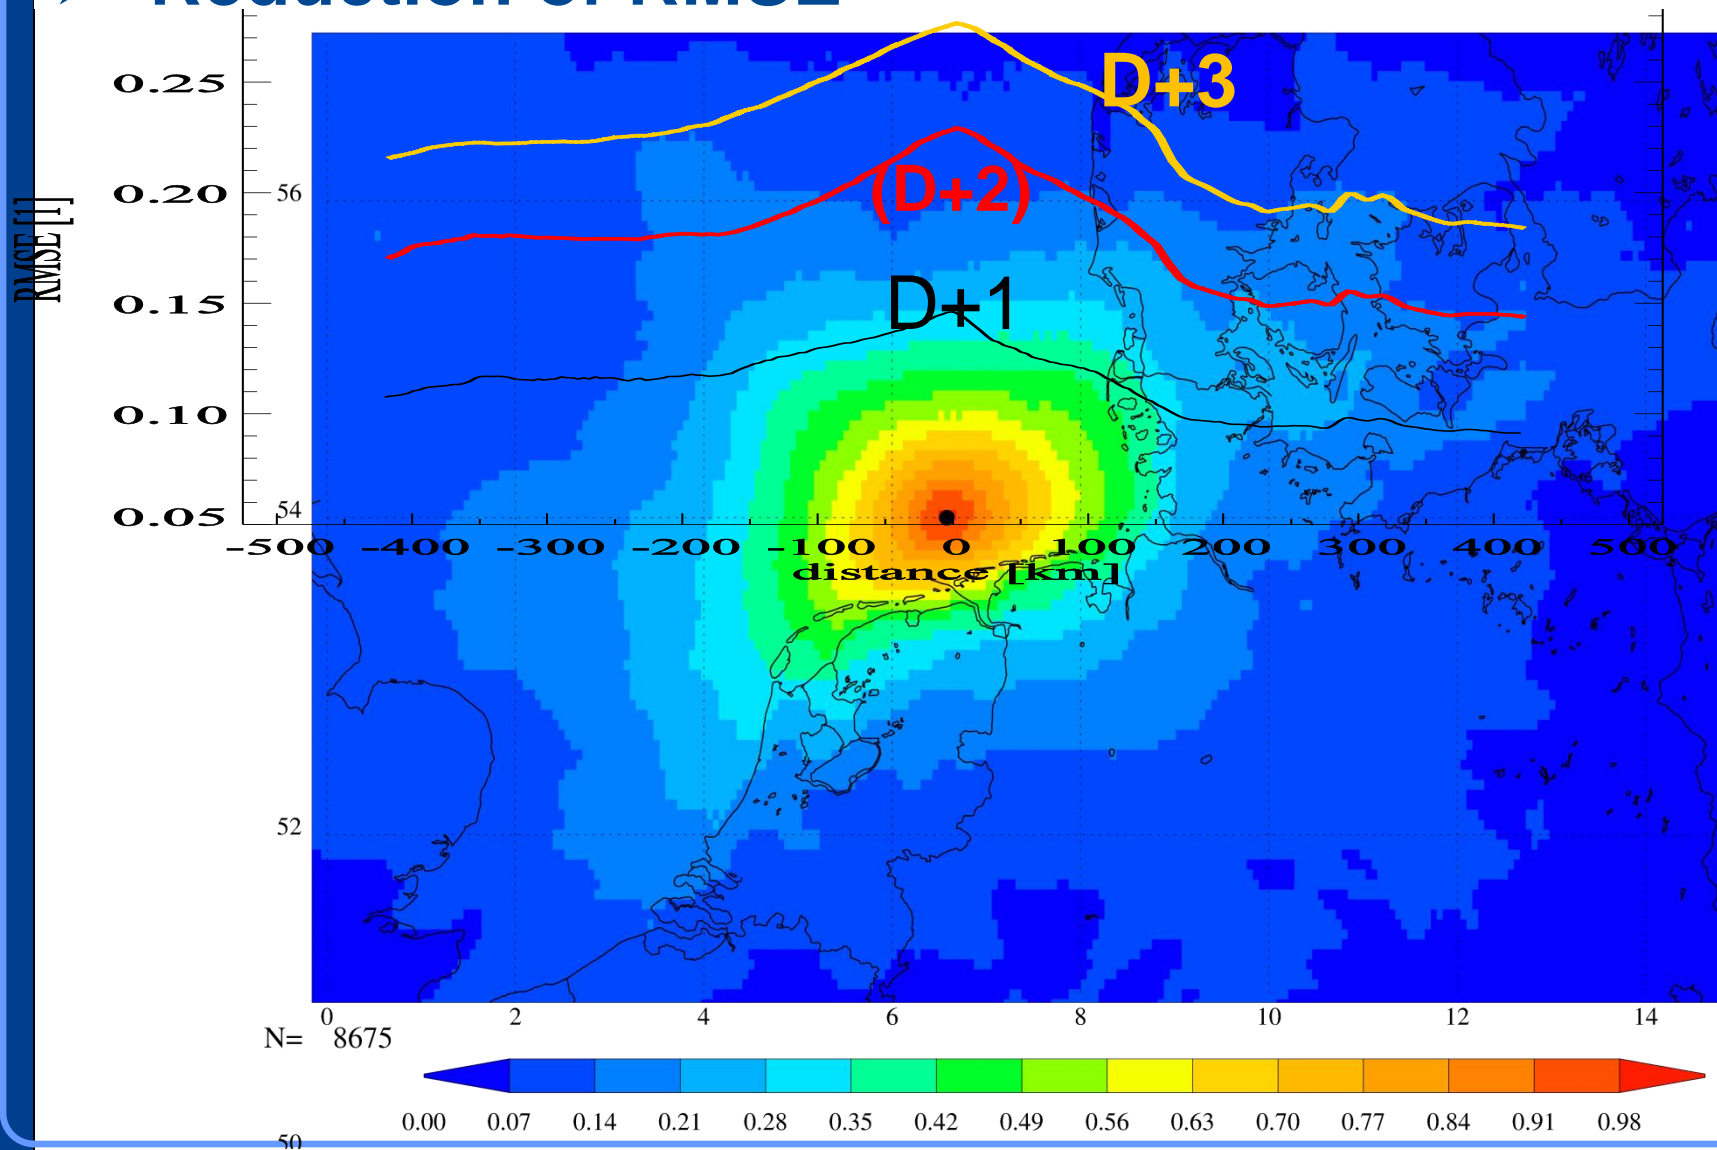 Reduction of RMSE
D+3
0.25
0.20
56
(D+2)
RMSE [1]
0.15
D+1
0.10
0.05
54
-500 -400 -300 -200 -100 0 100 200 300 400 500
distance [km]
52
0 2 4 6 8 10 12 14
N= 8675
0.00 0.07 0.14 0.21 0.28 0.35 0.42 0.49 0.56 0.63 0.70 0.77 0.84 0.91 0.98
50